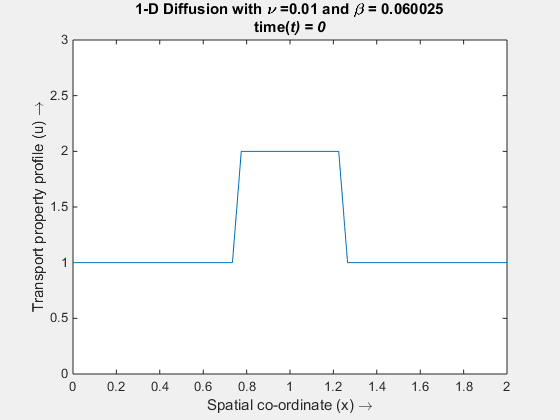 1-D Diffusion with ν =0.01 and β = 0.060025
time(t) = 0
Transport property profile (u) →
3
2.5
2
1.5
1
0.5
0
0 0.2 0.4 0.6 0.8 1 1.2 1.4 1.6 1.8 2
Spatial co-ordinate (x) →